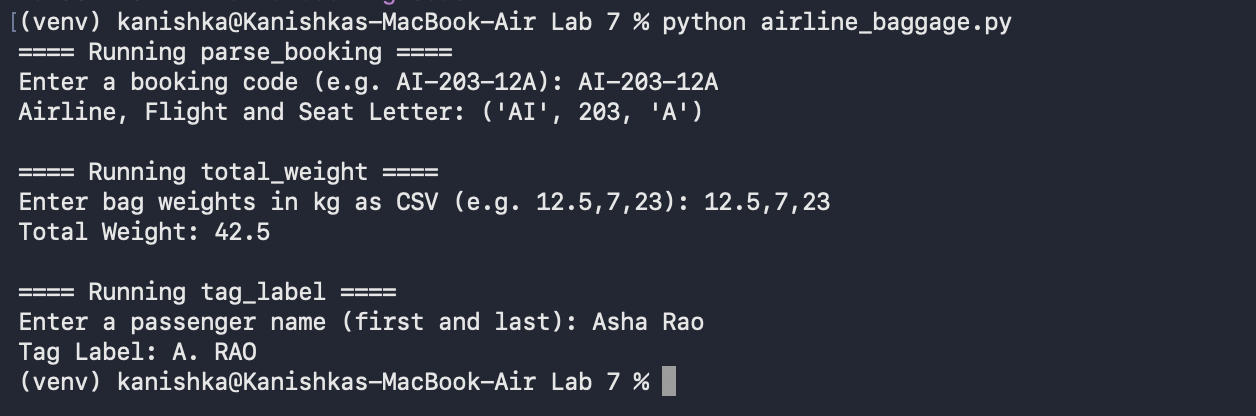 [(venv) kanishka@Kanishkas-MacBook-Air Lab 7 % python airline_baggage.py
==== Running parse_booking ====
Enter a booking code (e.g. AI-203-12A): AI-203-12A
Airline, Flight and Seat Letter: ('AI', 203, 'A')
==== Running total_weight ====
Enter bag weights in kg as CSV (e.g. 12.5,7,23): 12.5,7,23
Total Weight: 42.5
==== Running tag_label ====
Enter a passenger name (first and last): Asha Rao
Tag Label: A. RAO
(venv) kanishka@Kanishkas-MacBook-Air Lab 7 %